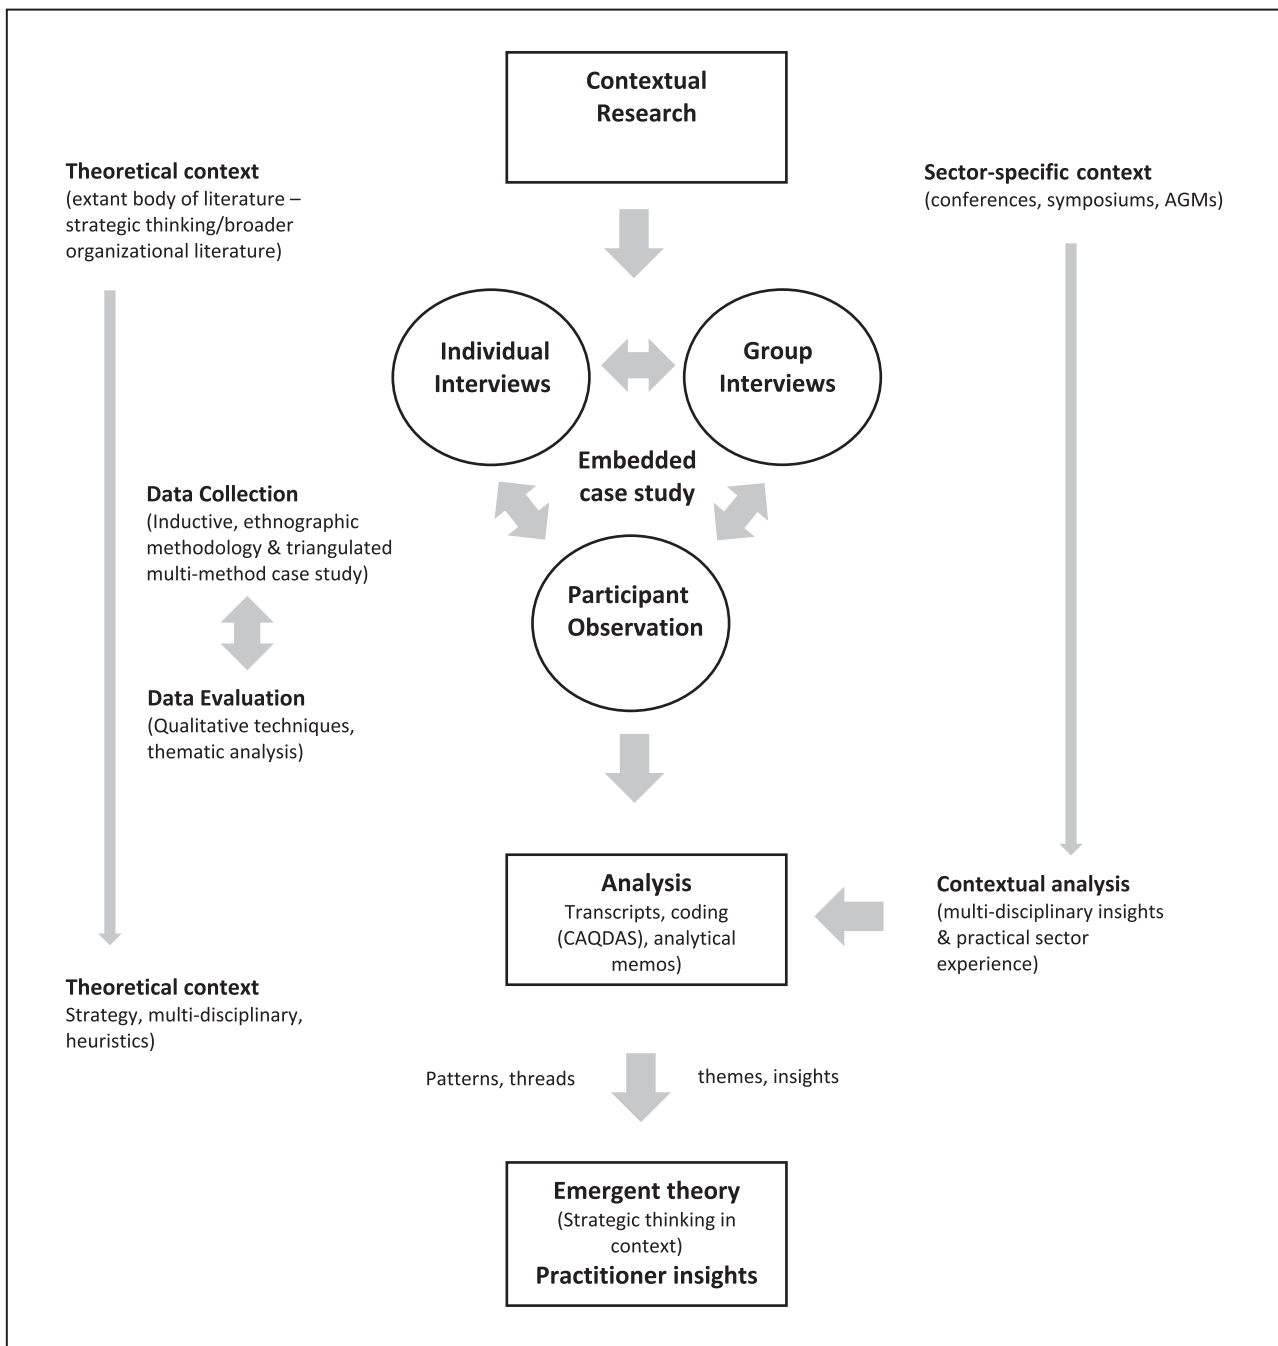 Contextual
Research
Theoretical context
(extant body of literature –
strategic thinking/broader
organizational literature)
Sector-specific context
(conferences, symposiums, AGMs)
Individual
Interviews
Group
Interviews
Embedded
case study
Data Collection
(Inductive, ethnographic
methodology & triangulated
multi-method case study)
Participant
Observation
Data Evaluation
(Qualitative techniques,
thematic analysis)
Analysis
Transcripts, coding
(CAQDAS), analytical
memos)
Contextual analysis
(multi-disciplinary insights
& practical sector
experience)
Theoretical context
Strategy, multi-disciplinary,
heuristics)
Patterns, threads
themes, insights
Emergent theory
(Strategic thinking in
context)
Practitioner insights